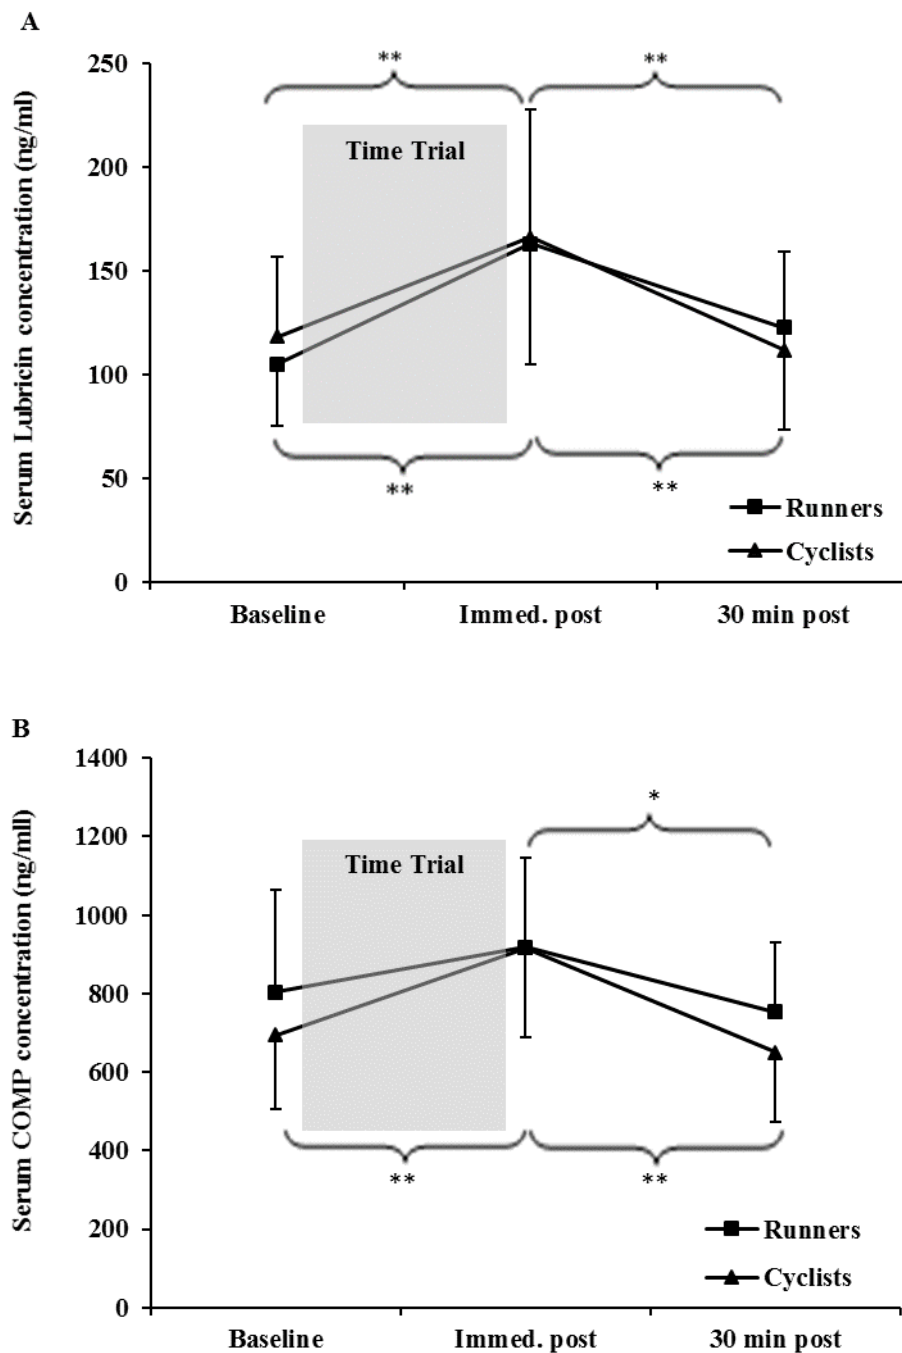 A
Serum Lubricin concentration (ng/ml)
250
200
150
100
50
0
**
**
Time Trial
**
**
Runners
Cyclists
Baseline
Immed. post
30 min post
B
Serum COMP concentration (ng/mll)
1400
1200
1000
800
600
400
200
0
*
Time Trial
**
**
Runners
Cyclists
Baseline
Immed. post
30 min post